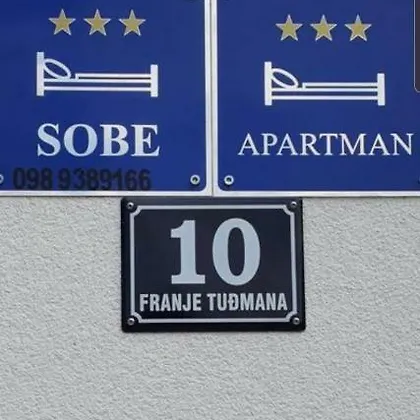 SOBE
098 9389166
APARTMAN
10
FRANJE TUĐMANA